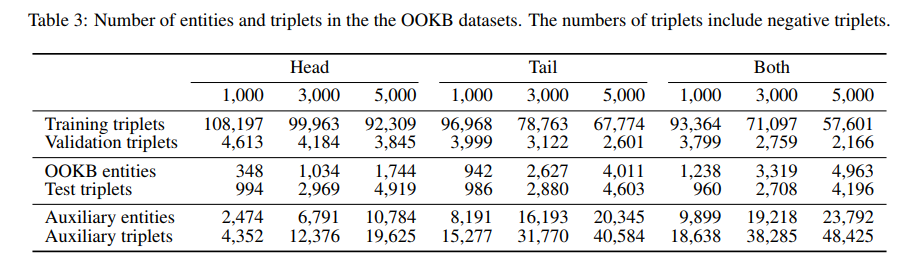 Table 3: Number of entities and triplets in the the OOKB datasets. The numbers of triplets include negative triplets.
Head Tail Both
1,000 3,000 5,000 1,000 3,000 5,000 1,000 3,000 5,000
Training triplets 108,197 99,963 92,309 96,968 78,763 67,774 93,364 71,097 57,601
Validation triplets 4,613 4,184 3,845 3,999 3,122 2,601 3,799 2,759 2,166
OOKB entities 348 1,034 1,744 942 2,627 4,011 1,238 3,319 4,963
Test triplets 994 2,969 4,919 986 2,880 4,603 960 2,708 4,196
Auxiliary entities 2,474 6,791 10,784 8,191 16,193 20,345 9,899 19,218 23,792
Auxiliary triplets 4,352 12,376 19,625 15,277 31,770 40,584 18,638 38,285 48,425